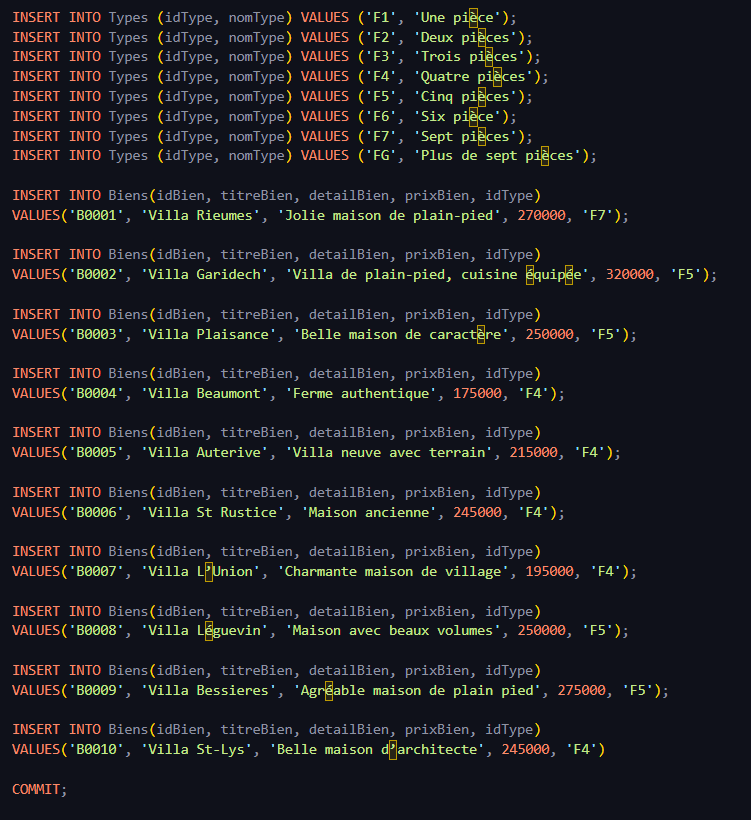 INSERT INTO Types (idType, nomType) VALUES ('F1', 'Une pièce');
INSERT INTO Types (idType, nomType) VALUES ('F2', 'Deux pièces');
INSERT INTO Types (idType, nomType) VALUES ('F3', 'Trois pièces');
INSERT INTO Types (idType, nomType) VALUES ('F4', 'Quatre pièces');
INSERT INTO Types (idType, nomType) VALUES ('F5', 'Cinq pièces');
INSERT INTO Types (idType, nomType) VALUES ('F6', 'Six pièce');
INSERT INTO Types (idType, nomType) VALUES ('F7', 'Sept pièces');
INSERT INTO Types (idType, nomType) VALUES ('FG', 'Plus de sept pièces');
INSERT INTO Biens(idBien, titreBien, detailBien, prixBien, idType)
VALUES('B0001', 'Villa Rieumes', 'Jolie maison de plain-pied', 270000, 'F7');
INSERT INTO Biens(idBien, titreBien, detailBien, prixBien, idType)
VALUES('B0002', 'Villa Garidech', 'Villa de plain-pied, cuisine équipée', 320000, 'F5');
INSERT INTO Biens(idBien, titreBien, detailBien, prixBien, idType)
VALUES('B0003', 'Villa Plaisance', 'Belle maison de caractère', 250000, 'F5');
INSERT INTO Biens(idBien, titreBien, detailBien, prixBien, idType)
VALUES('B0004', 'Villa Beaumont', 'Ferme authentique', 175000, 'F4');
INSERT INTO Biens(idBien, titreBien, detailBien, prixBien, idType)
VALUES('B0005', 'Villa Auterive', 'Villa neuve avec terrain', 215000, 'F4');
INSERT INTO Biens(idBien, titreBien, detailBien, prixBien, idType)
VALUES('B0006', 'Villa St Rustice', 'Maison ancienne', 245000, 'F4');
INSERT INTO Biens(idBien, titreBien, detailBien, prixBien, idType)
VALUES('B0007', 'Villa L’Union', 'Charmante maison de village', 195000, 'F4');
INSERT INTO Biens(idBien, titreBien, detailBien, prixBien, idType)
VALUES('B0008', 'Villa Léguevin', 'Maison avec beaux volumes', 250000, 'F5');
INSERT INTO Biens(idBien, titreBien, detailBien, prixBien, idType)
VALUES('B0009', 'Villa Bessieres', 'Agréable maison de plain pied', 275000, 'F5');
INSERT INTO Biens(idBien, titreBien, detailBien, prixBien, idType)
VALUES('B0010', 'Villa St-Lys', 'Belle maison d’architecte', 245000, 'F4')
COMMIT;